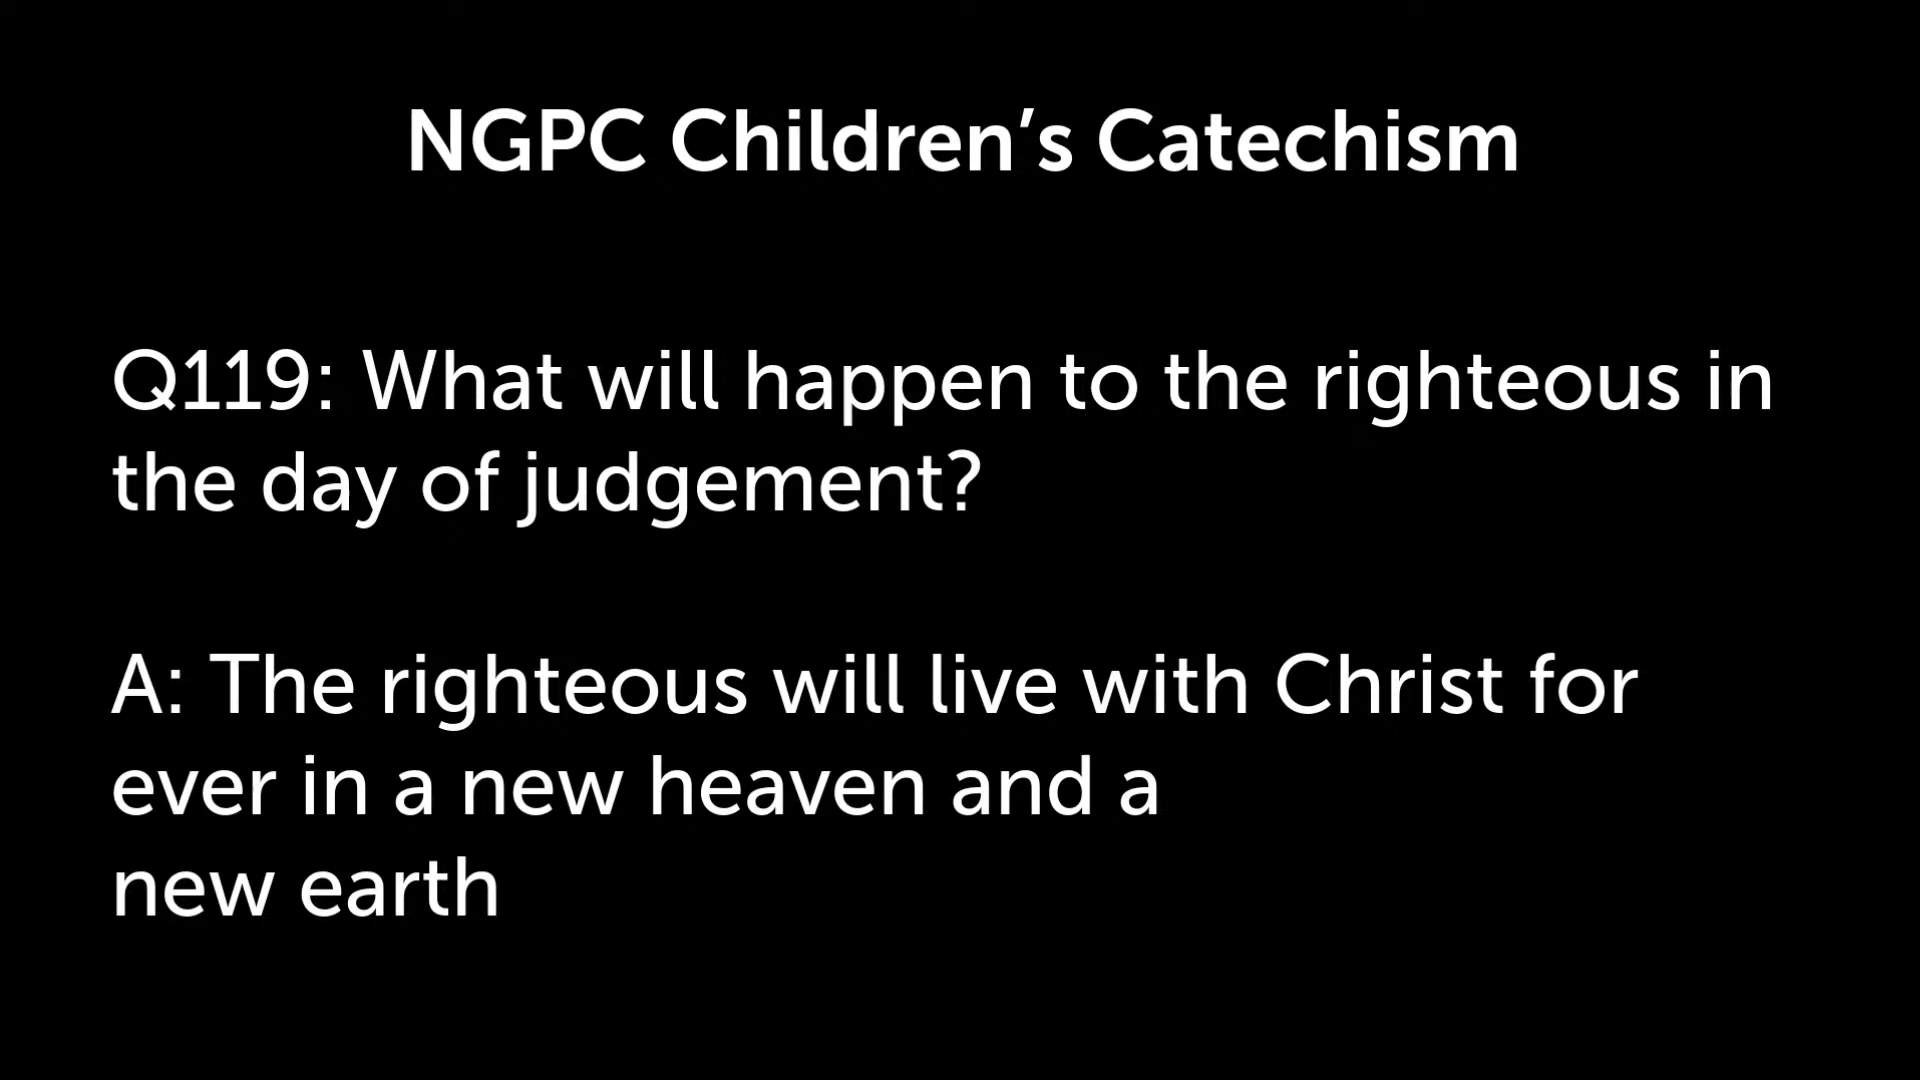 NGPC Children’s Catechism
Q119: What will happen to the righteous in
the day of judgement?
A: The righteous will live with Christ for
ever in a new heaven and a
new earth